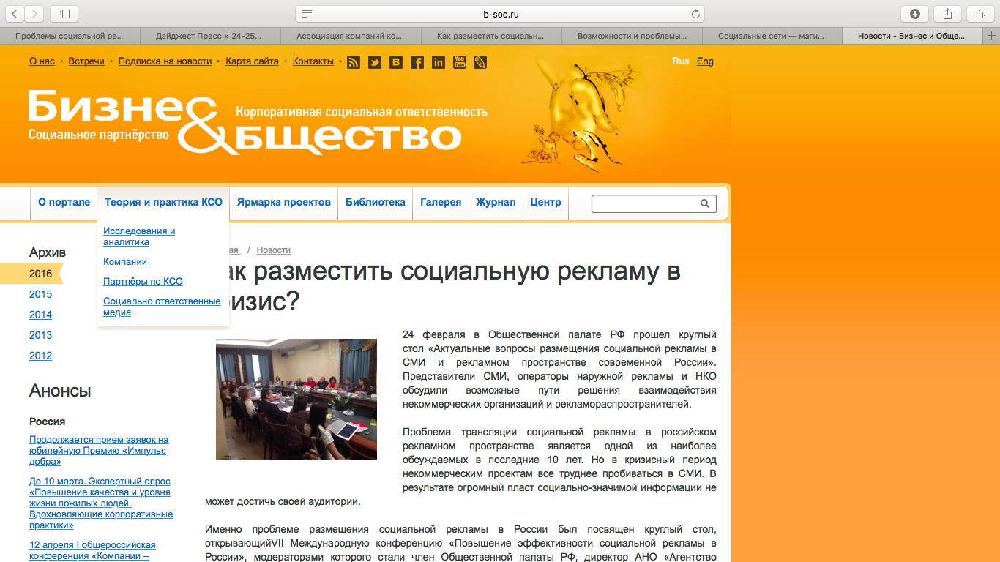 b-soc.ru
Проблемы социальной ре...
Дайджест Пресс » 24-25...
Ассоциация компаний ко...
Как разместить социальн...
Возможности и проблемы...
Социальные сети — маги...
Новости - Бизнес и Обще...
О нас • Встречи • Подписка на новости • Карта сайта • Контакты •
Rus Eng
Бизнес&бщество
Корпоративная социальная ответственность
Социальное партнёрство
О портале
Теория и практика КСО
Ярмарка проектов
Библиотека
Галерея
Журнал
Центр
Исследования и
аналитика
Компании
Партнёры по КСО
Социально ответственные
медиа
Архив
2016
2015
2014
2013
2012
Анонсы
Россия
Продолжается прием заявок на
юбилейную Премию «Импульс
добра»
До 10 марта. Экспертный опрос
«Повышение качества и уровня
жизни пожилых людей.
Вдохновляющие корпоративные
практики»
12 апреля I общероссийская
конференция «Компании –
ая / Новости
ак разместить социальную рекламу в
ризис?
24 февраля в Общественной палате РФ прошел круглый
стол «Актуальные вопросы размещения социальной рекламы в
СМИ и рекламном пространстве современной России».
Представители СМИ, операторы наружной рекламы и НКО
обсудили возможные пути решения взаимодействия
некоммерческих организаций и рекламораспространителей.
Проблема трансляции социальной рекламы в российском
рекламном пространстве является одной из наиболее
обсуждаемых в последние 10 лет. Но в кризисный период
некоммерческим проектам все труднее пробиваться в СМИ. В
результате огромный пласт социально-значимой информации не
может достичь своей аудитории.
Именно проблеме размещения социальной рекламы в России был посвящен круглый стол,
открывающийVII Международную конференцию «Повышение эффективности социальной рекламы в
России», модераторами которого стали член Общественной палаты РФ, директор АНО «Агентство